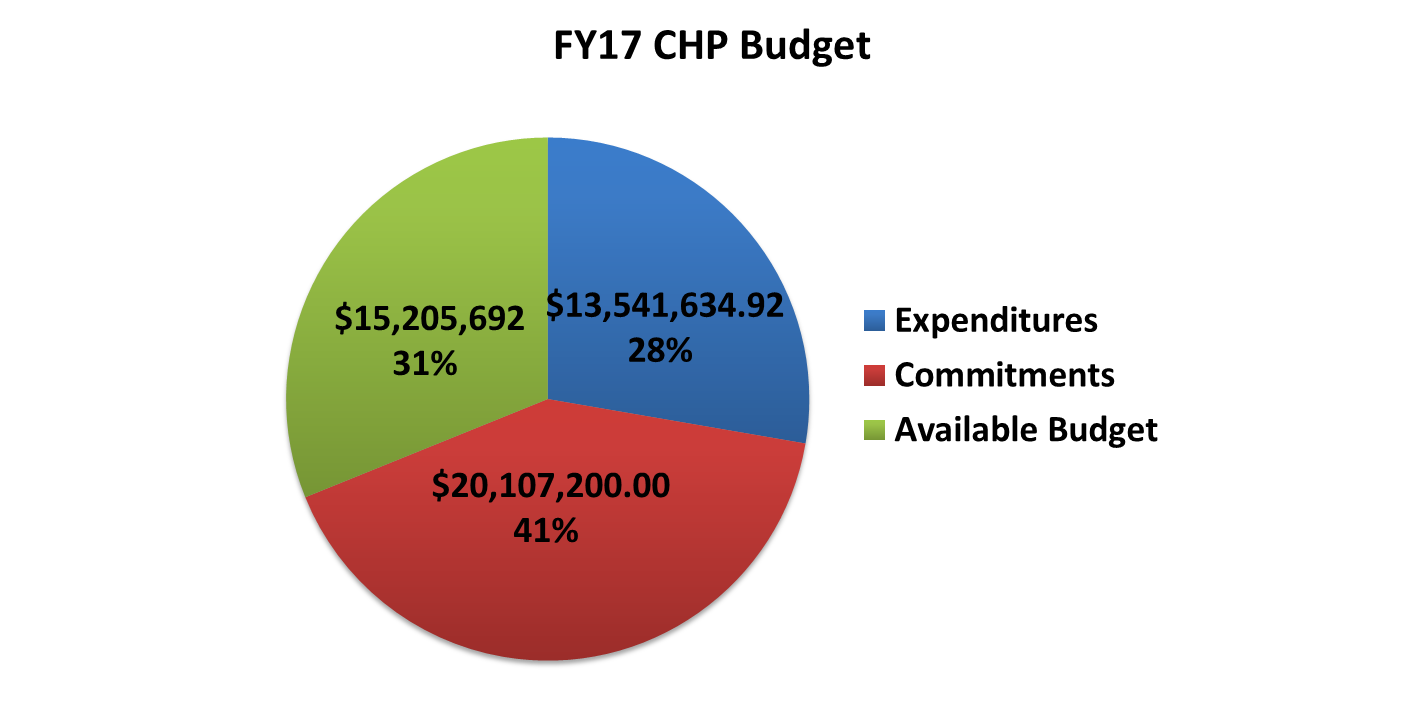 FY17 CHP Budget
$15,205,692
31%
$13,541,634.92
28%
$20,107,200.00
41%
Expenditures
Commitments
Available Budget